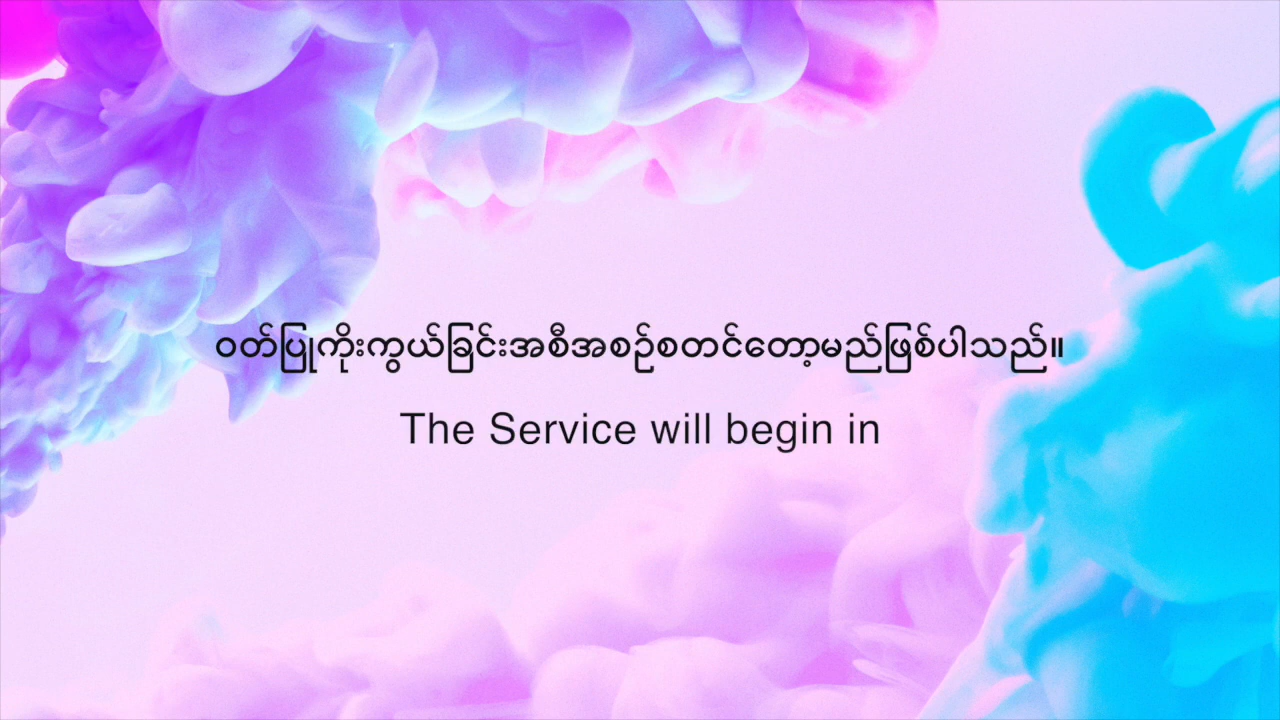 ဝတ်ပြုကိုးကွယ်ခြင်းအစီအစဉ်စတင်တော့မည်ဖြစ်ပါသည်။
The Service will begin in